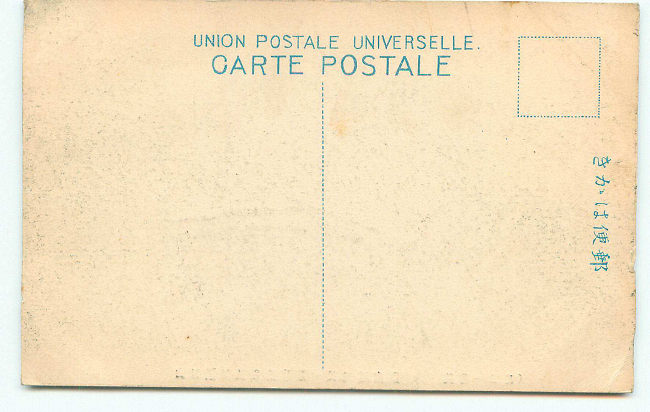 UNION POSTALE UNIVERSELLE.
CARTE POSTALE
きかは便郵